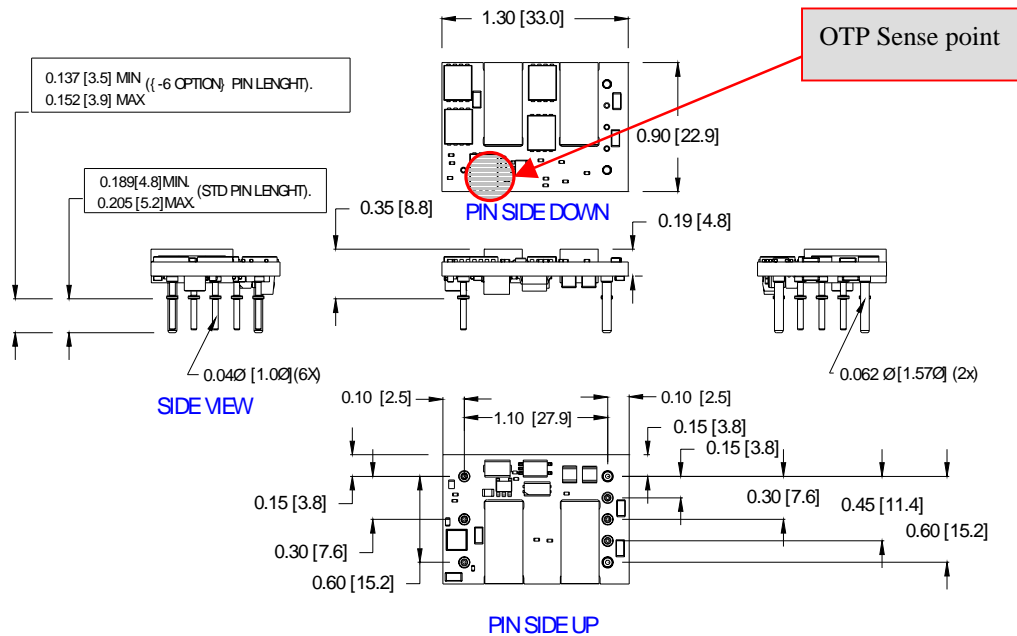 1.30 [33.0]
OTP Sense point
0.137 [3.5] MIN ({ -6 OPTION} PIN LENGHT).
0.152 [3.9] MAX
0.90 [22.9]
0.189[4.8]MIN. (STD PIN LENGHT).
0.205 [5.2]MAX.
0.35 [8.8]
PIN SIDE DOWN
0.19 [4.8]
0.04Ø [1.0Ø](6X)
0.062 Ø[1.57Ø] (2x)
SIDE VIEW
0.10 [2.5]
1.10 [27.9]
0.10 [2.5]
0.15 [3.8]
0.15 [3.8]
0.15 [3.8]
0.30 [7.6]
0.45 [11.4]
0.60 [15.2]
0.30 [7.6]
0.60 [15.2]
PIN SIDE UP